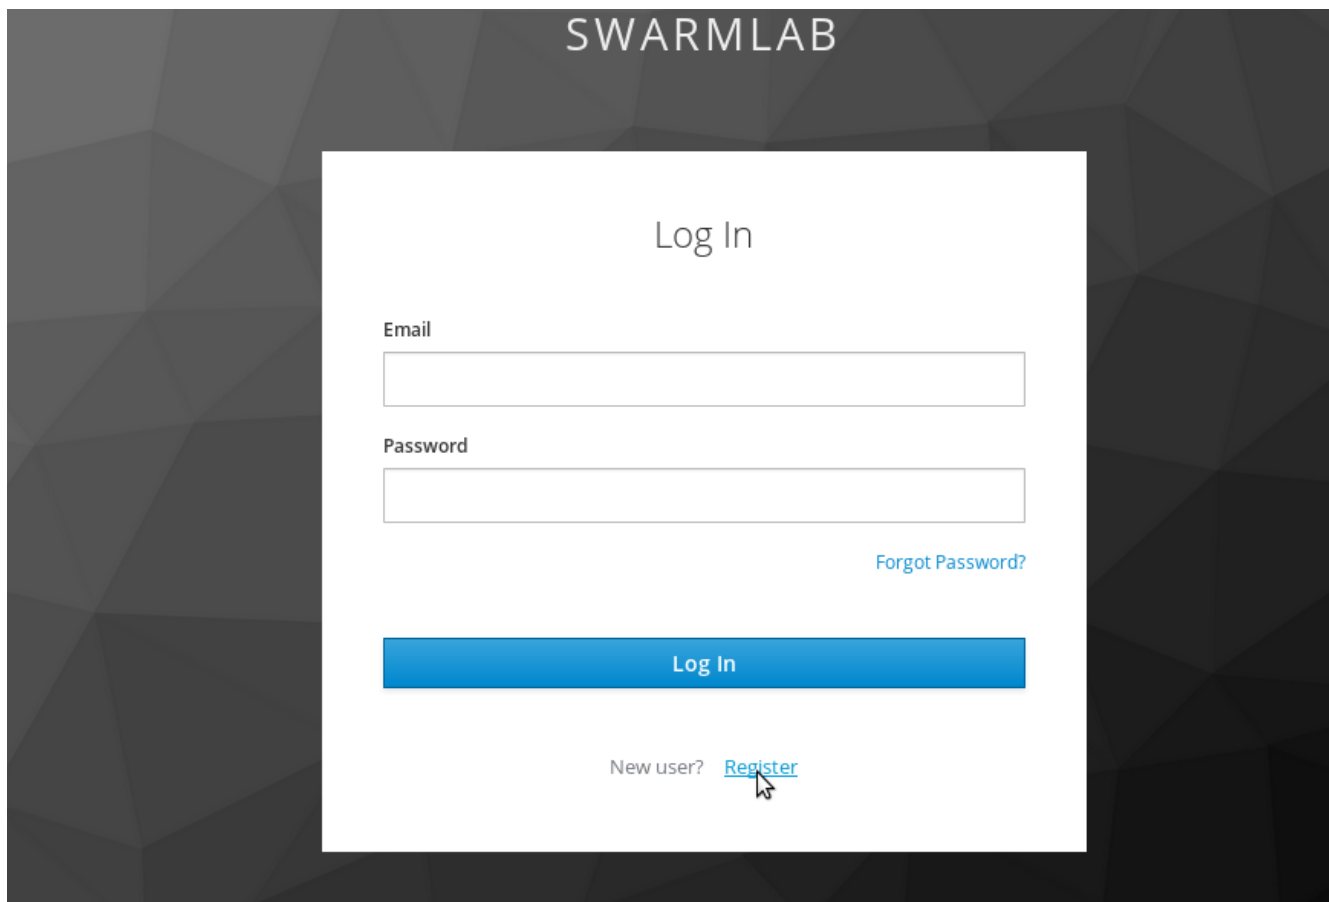 SWARMLAB
Log In
Email
Password
Forgot Password?
Log In
New user? Register